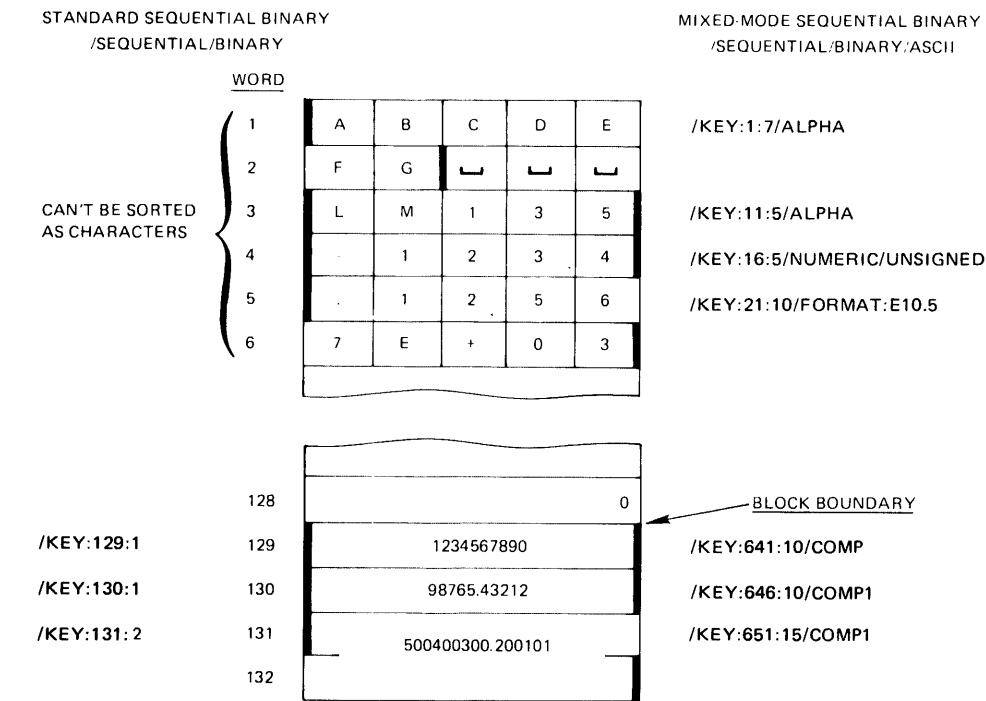 STANDARD SEQUENTIAL BINARY
/SEQUENTIAL/BINARY
MIXED-MODE SEQUENTIAL BINARY
/SEQUENTIAL/BINARY/ASCII
WORD
1 A B C D E /KEY:1:7/ALPHA
2 F G ␣ ␣ ␣
CAN'T BE SORTED
AS CHARACTERS
3 L M 1 3 5 /KEY:11:5/ALPHA
4 - 1 2 3 4 /KEY:16:5/NUMERIC/UNSIGNED
5 . 1 2 5 6 /KEY:21:10/FORMAT:E10.5
6 7 E + 0 3
128 0 BLOCK BOUNDARY
/KEY:129:1 129 1234567890 /KEY:641:10/COMP
/KEY:130:1 130 98765.43212 /KEY:646:10/COMP1
/KEY:131:2 131 500400300.200101 /KEY:651:15/COMP1
132